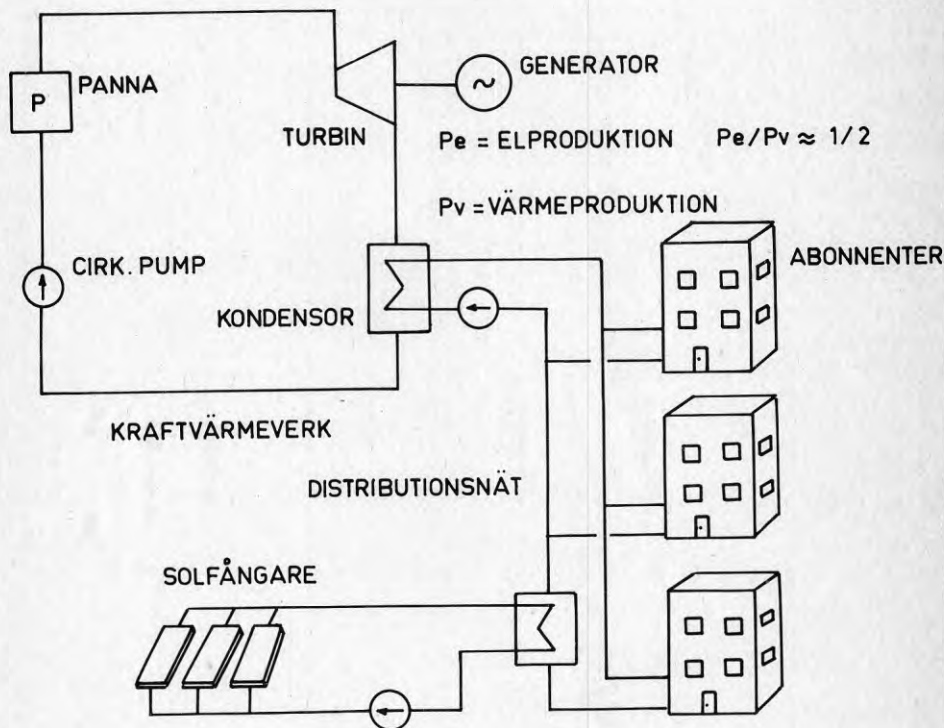 PANNA
P
GENERATOR
~
TURBIN
Pe = ELPRODUKTION Pe/Pv ≈ 1/2
Pv = VÄRMEPRODUKTION
ABONNENTER
CIRK. PUMP
KONDENSOR
KRAFTVÄRMEVERK
DISTRIBUTIONSNÄT
SOLFÅNGARE